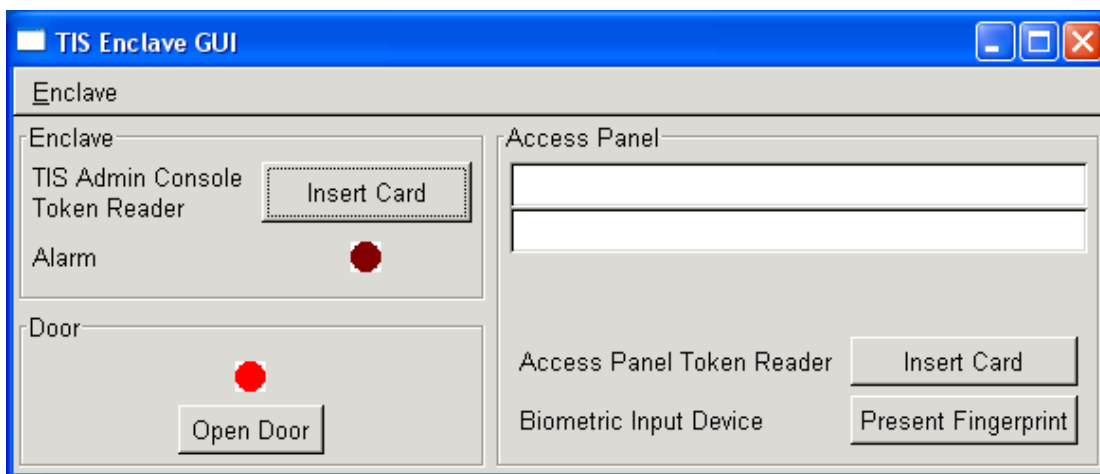 TIS Enclave GUI
Enclave
Enclave
TIS Admin Console
Token Reader
Insert Card
Alarm
Door
Open Door
Access Panel
Access Panel Token Reader
Insert Card
Biometric Input Device
Present Fingerprint